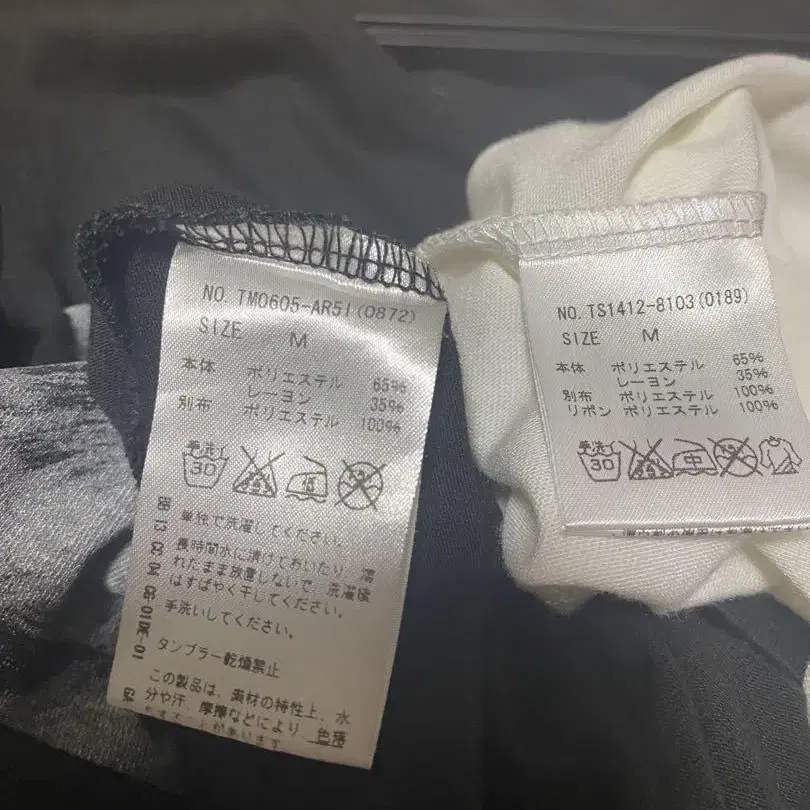 NO. TM0605-AR51(0872)
SIZE M
本体 ポリエステル 65%
レーヨン 35%
別布 ポリエステル 100%
手洗イ
30
低
単独で洗濯してください。
長時間水に漬けておいたり、濡
れたまま放置しないで、洗濯後
はすばやく干してください。
手洗いしてください。
タンブラー乾燥禁止
この製品は、素材の特性上、水
分や汗、摩擦などにより、色落
NO. TS1412-8103(0189)
SIZE M
本体 ポリエステル 65%
レーヨン 35%
別布 ポリエステル 100%
リボン ポリエステル 100%
手洗イ
30
中